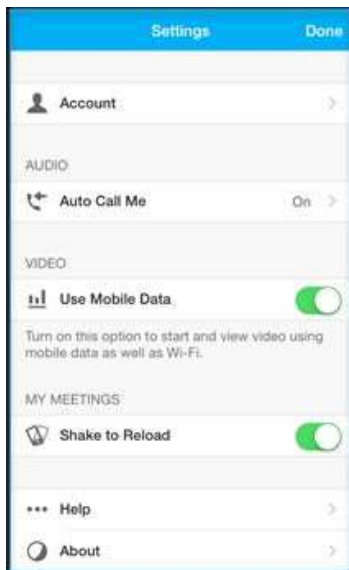 Settings Done
Account
AUDIO
Auto Call Me On
VIDEO
Use Mobile Data
Turn on this option to start and view video using
mobile data as well as Wi-Fi.
MY MEETINGS
Shake to Reload
Help
About